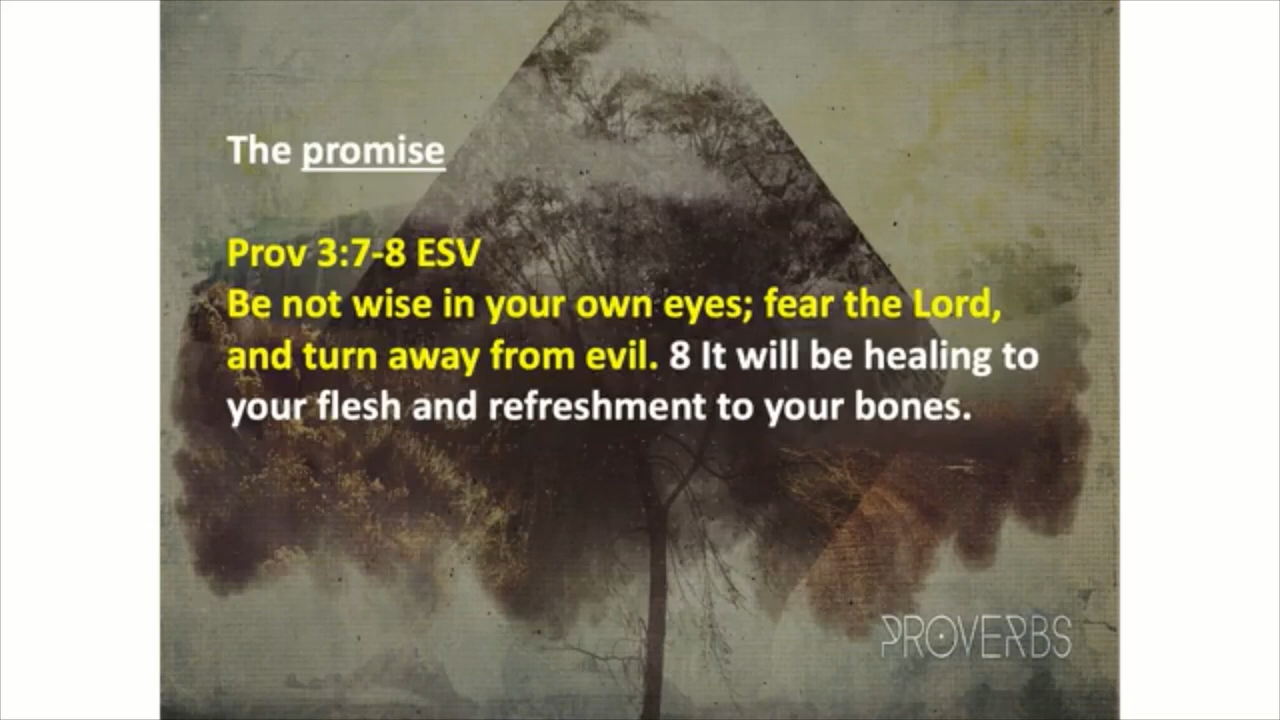 The promise
Prov 3:7-8 ESV
Be not wise in your own eyes; fear the Lord,
and turn away from evil. 8 It will be healing to
your flesh and refreshment to your bones.
PROVERBS